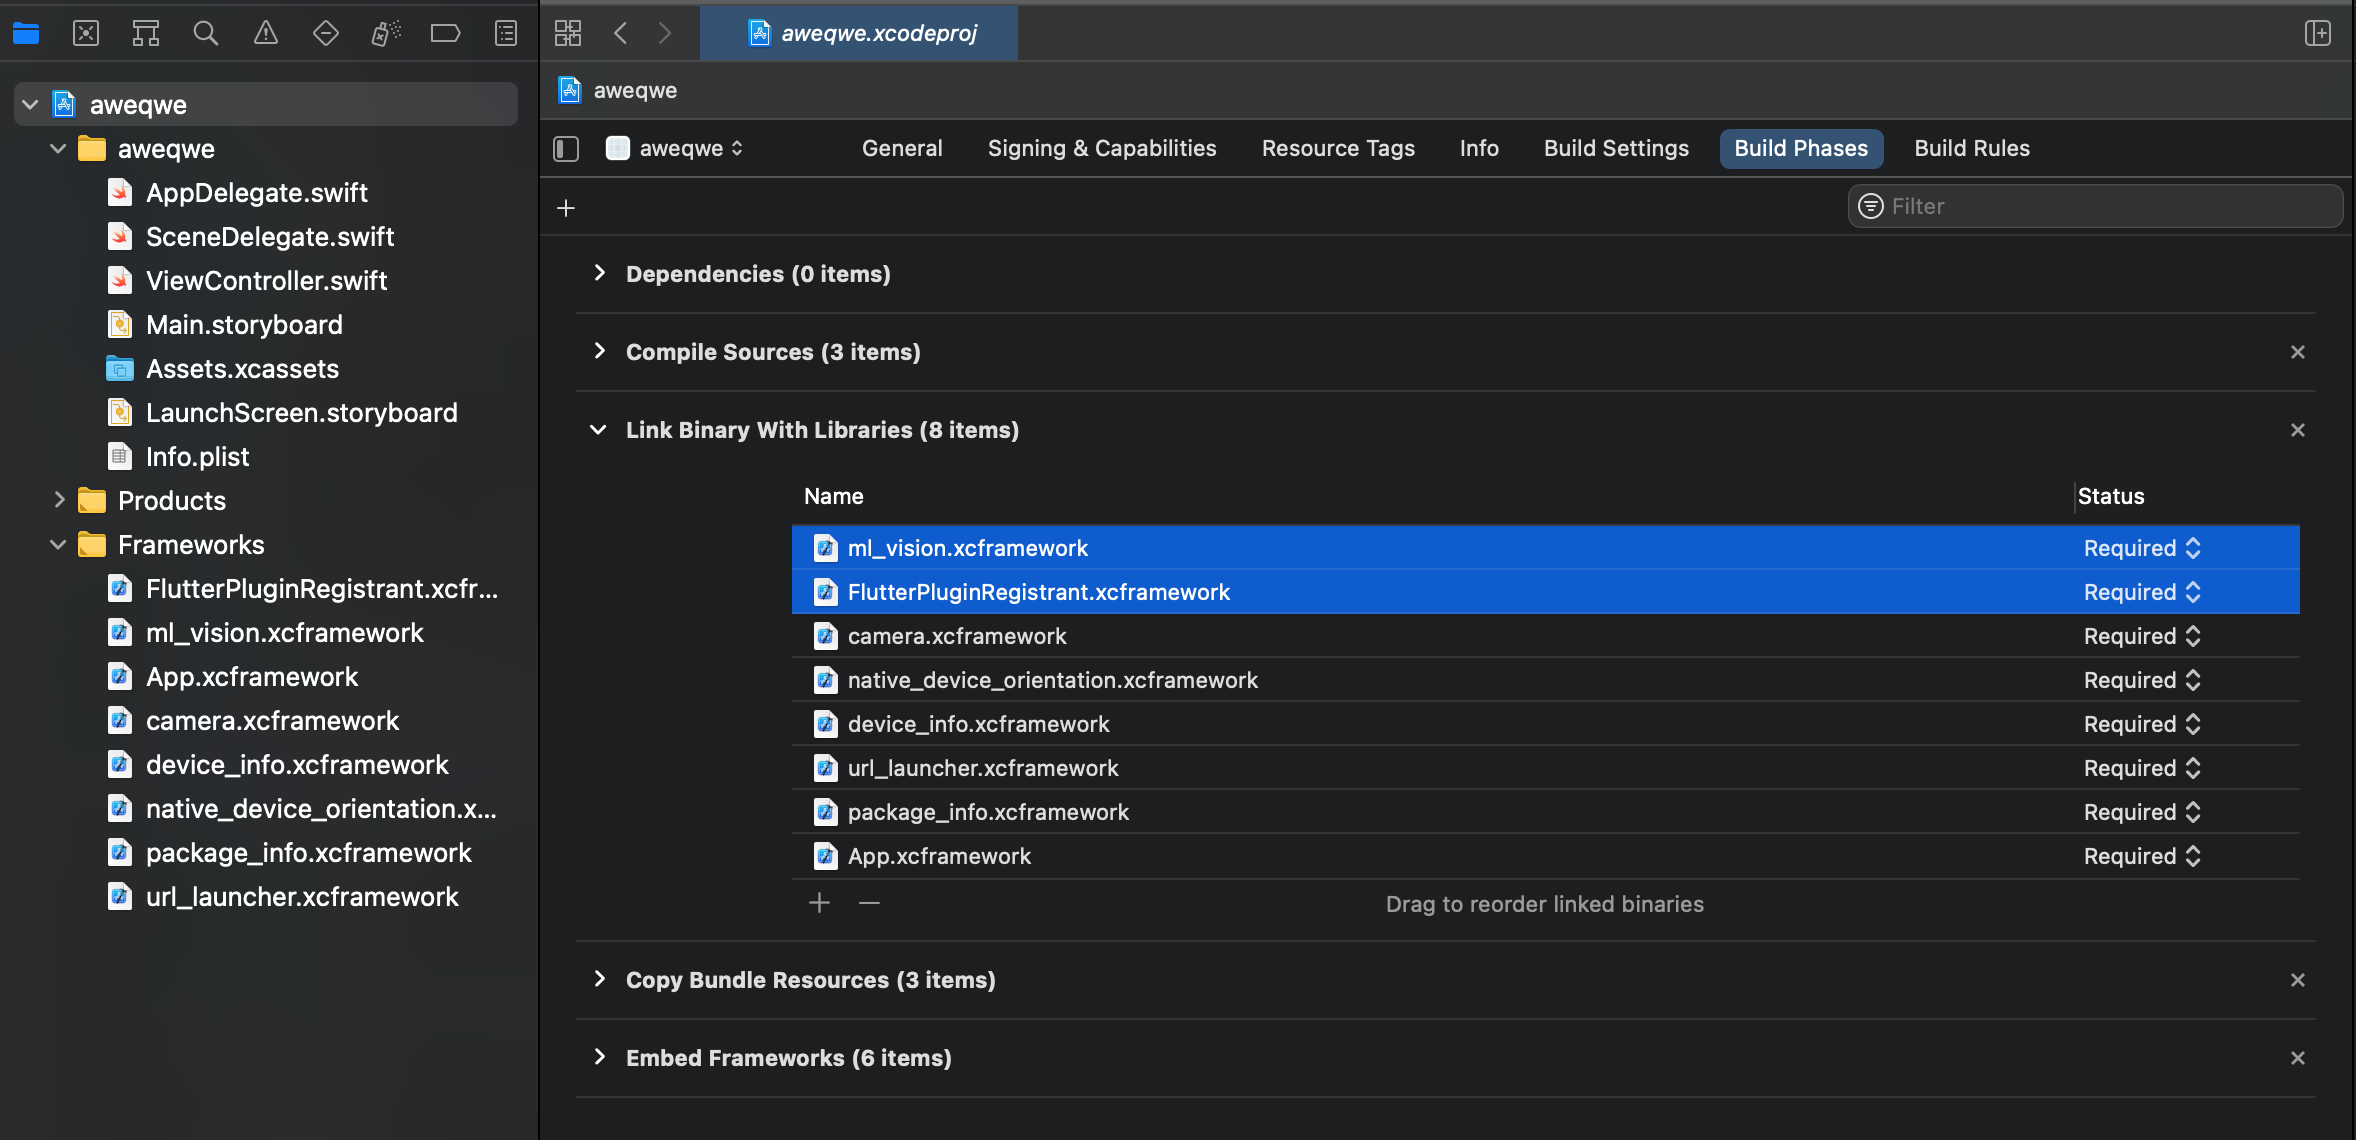 aweqwe
aweqwe
AppDelegate.swift
SceneDelegate.swift
ViewController.swift
Main.storyboard
Assets.xcassets
LaunchScreen.storyboard
Info.plist
Products
Frameworks
FlutterPluginRegistrant.xcfr...
ml_vision.xcframework
App.xcframework
camera.xcframework
device_info.xcframework
native_device_orientation.x...
package_info.xcframework
url_launcher.xcframework
aweqwe.xcodeproj
aweqwe
aweqwe General Signing & Capabilities Resource Tags Info Build Settings Build Phases Build Rules
Filter
Dependencies (0 items)
Compile Sources (3 items)
Link Binary With Libraries (8 items)
Name Status
ml_vision.xcframework Required
FlutterPluginRegistrant.xcframework Required
camera.xcframework Required
native_device_orientation.xcframework Required
device_info.xcframework Required
url_launcher.xcframework Required
package_info.xcframework Required
App.xcframework Required
Drag to reorder linked binaries
Copy Bundle Resources (3 items)
Embed Frameworks (6 items)